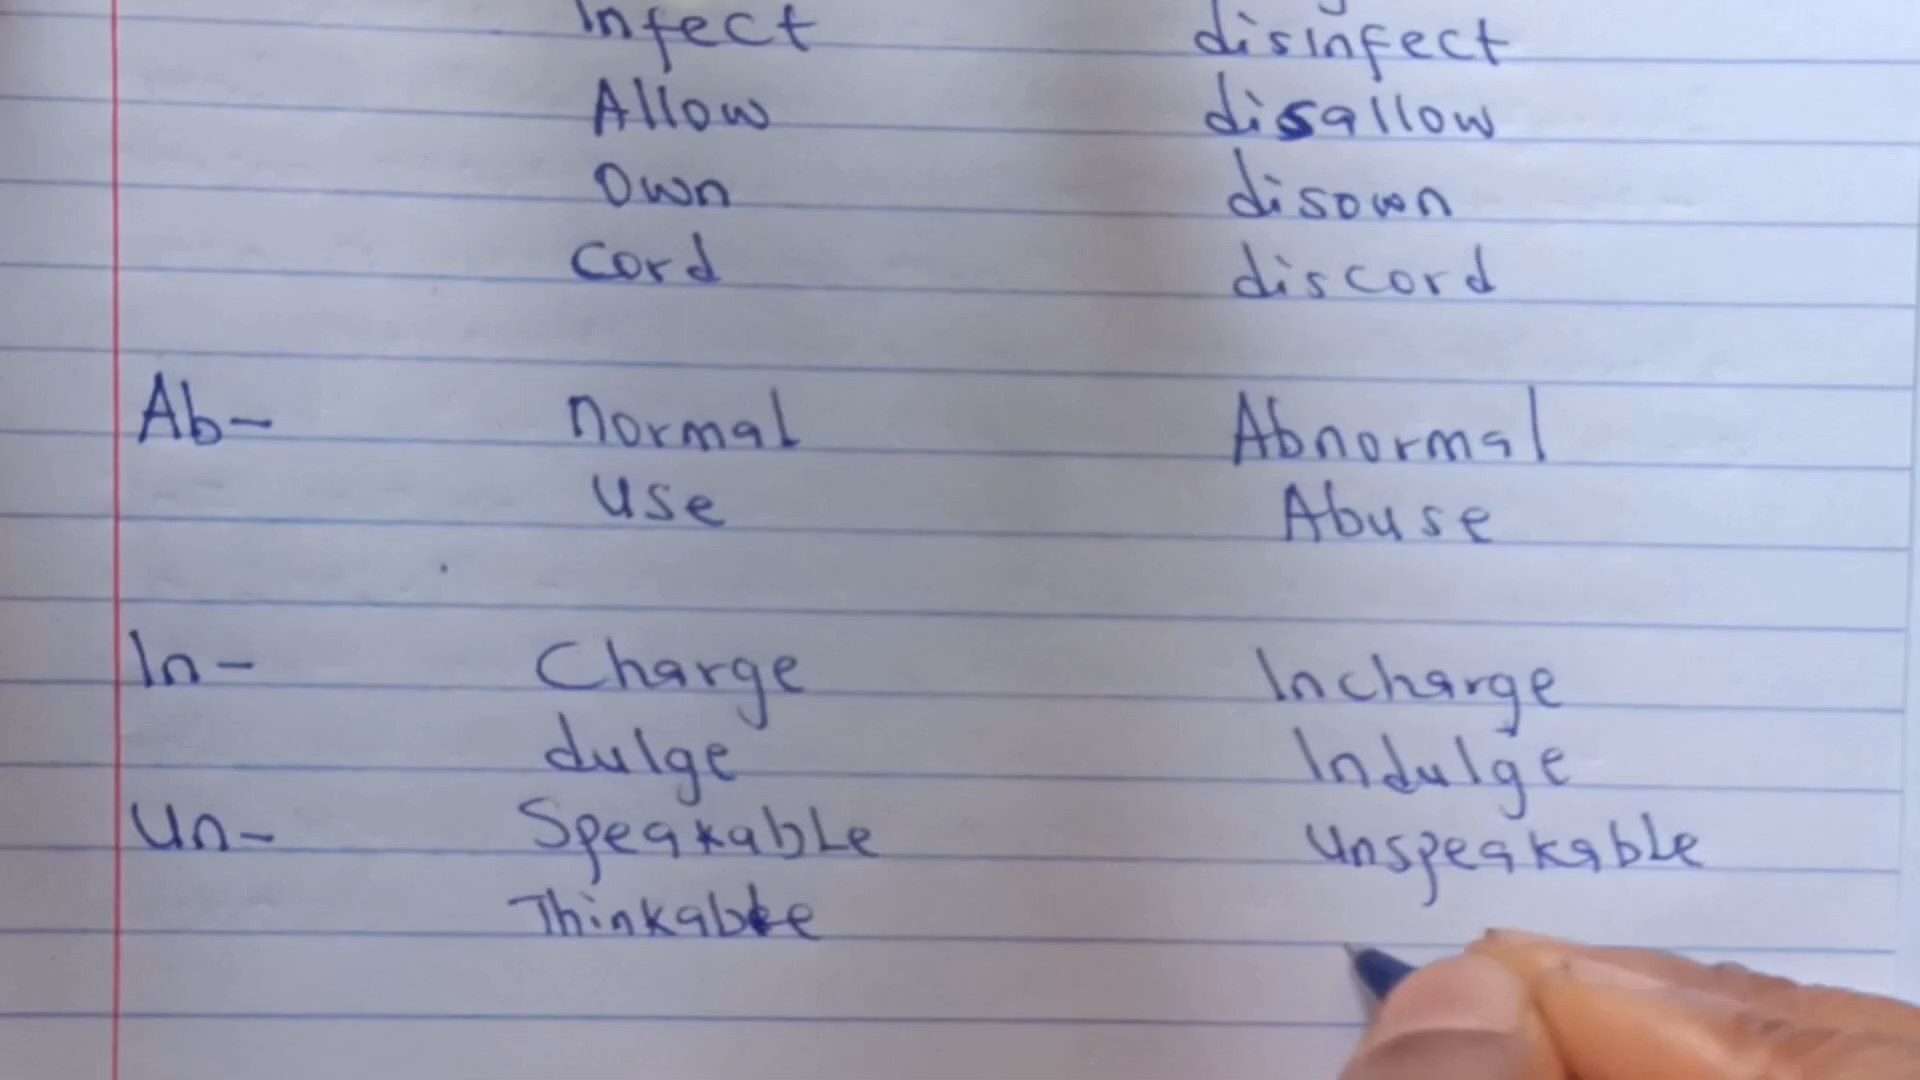 Infect disinfect
Allow disallow
Own disown
Cord discord
Ab- Normal Abnormal
Use Abuse
In- Charge Incharge
dulge Indulge
Un- Speakable Unspeakable
Thinkable